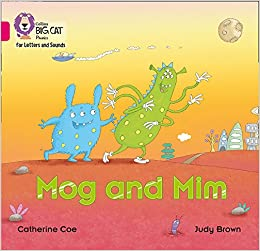 Collins
BIG CAT
Phonics
for Letters and Sounds
Mog and Mim
Catherine Coe
Judy Brown